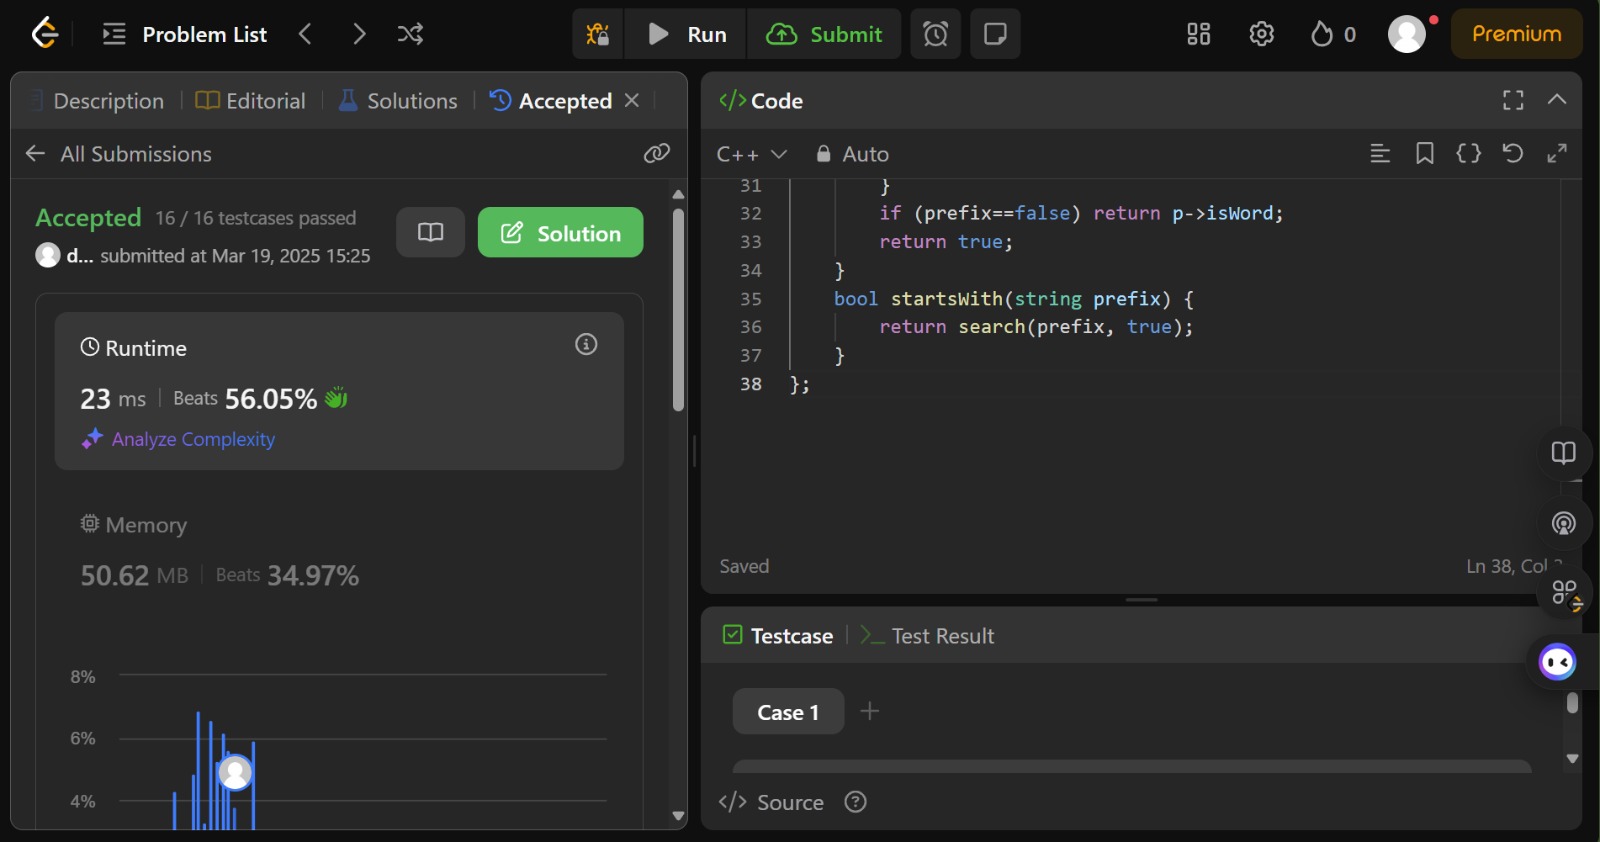 Problem List
Run
Submit
0
Premium
Description
Editorial
Solutions
Accepted
All Submissions
Accepted 16 / 16 testcases passed
d... submitted at Mar 19, 2025 15:25
Solution
Runtime
23 ms | Beats 56.05%
Analyze Complexity
Memory
50.62 MB | Beats 34.97%
8%
6%
4%
</> Code
C++
Auto
31 }
32 if (prefix==false) return p->isWord;
33 return true;
34 }
35 bool startsWith(string prefix) {
36 return search(prefix, true);
37 }
38 };
Saved
Ln 38, Col
Testcase
>_ Test Result
Case 1 +
</> Source